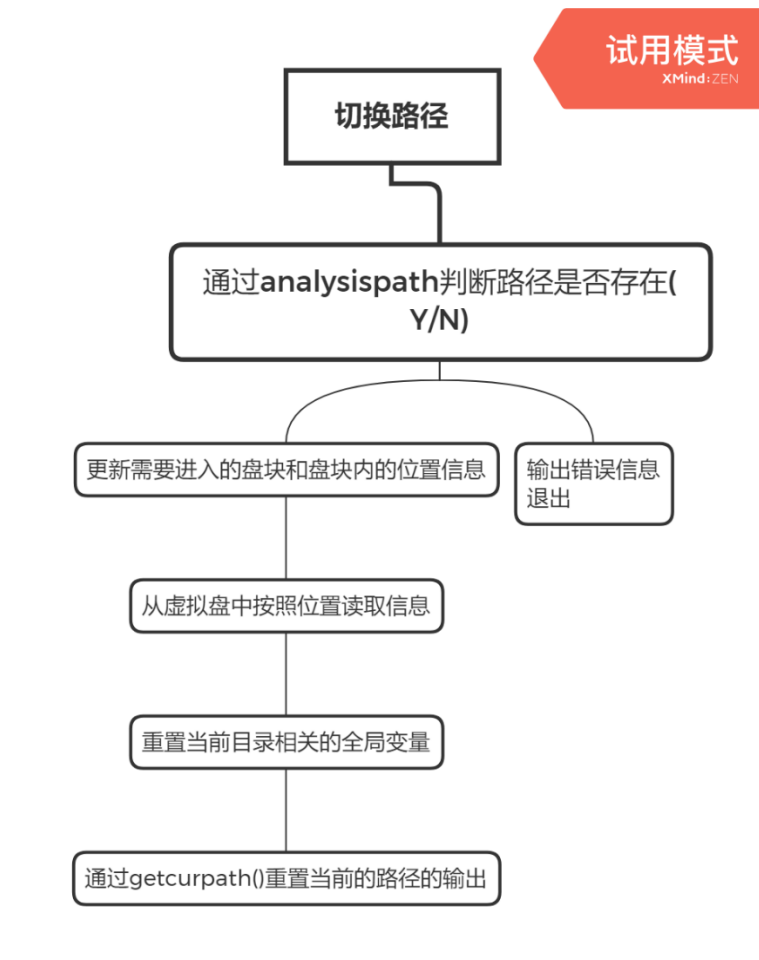 试用模式
XMind:ZEN
切换路径
通过analysispath判断路径是否存在(
Y/N)
更新需要进入的盘块和盘块内的位置信息
输出错误信息
退出
从虚拟盘中按照位置读取信息
重置当前目录相关的全局变量
通过getcurpath()重置当前的路径的输出